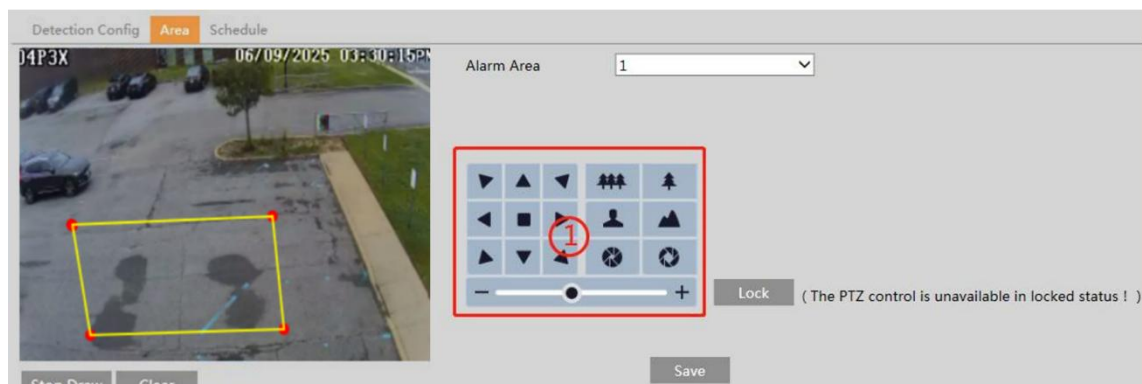 Detection Config Area Schedule
04P3X 06/09/2025 03:30:15PM
Alarm Area 1
1
Lock ( The PTZ control is unavailable in locked status ! )
Save
Stop Draw Clear